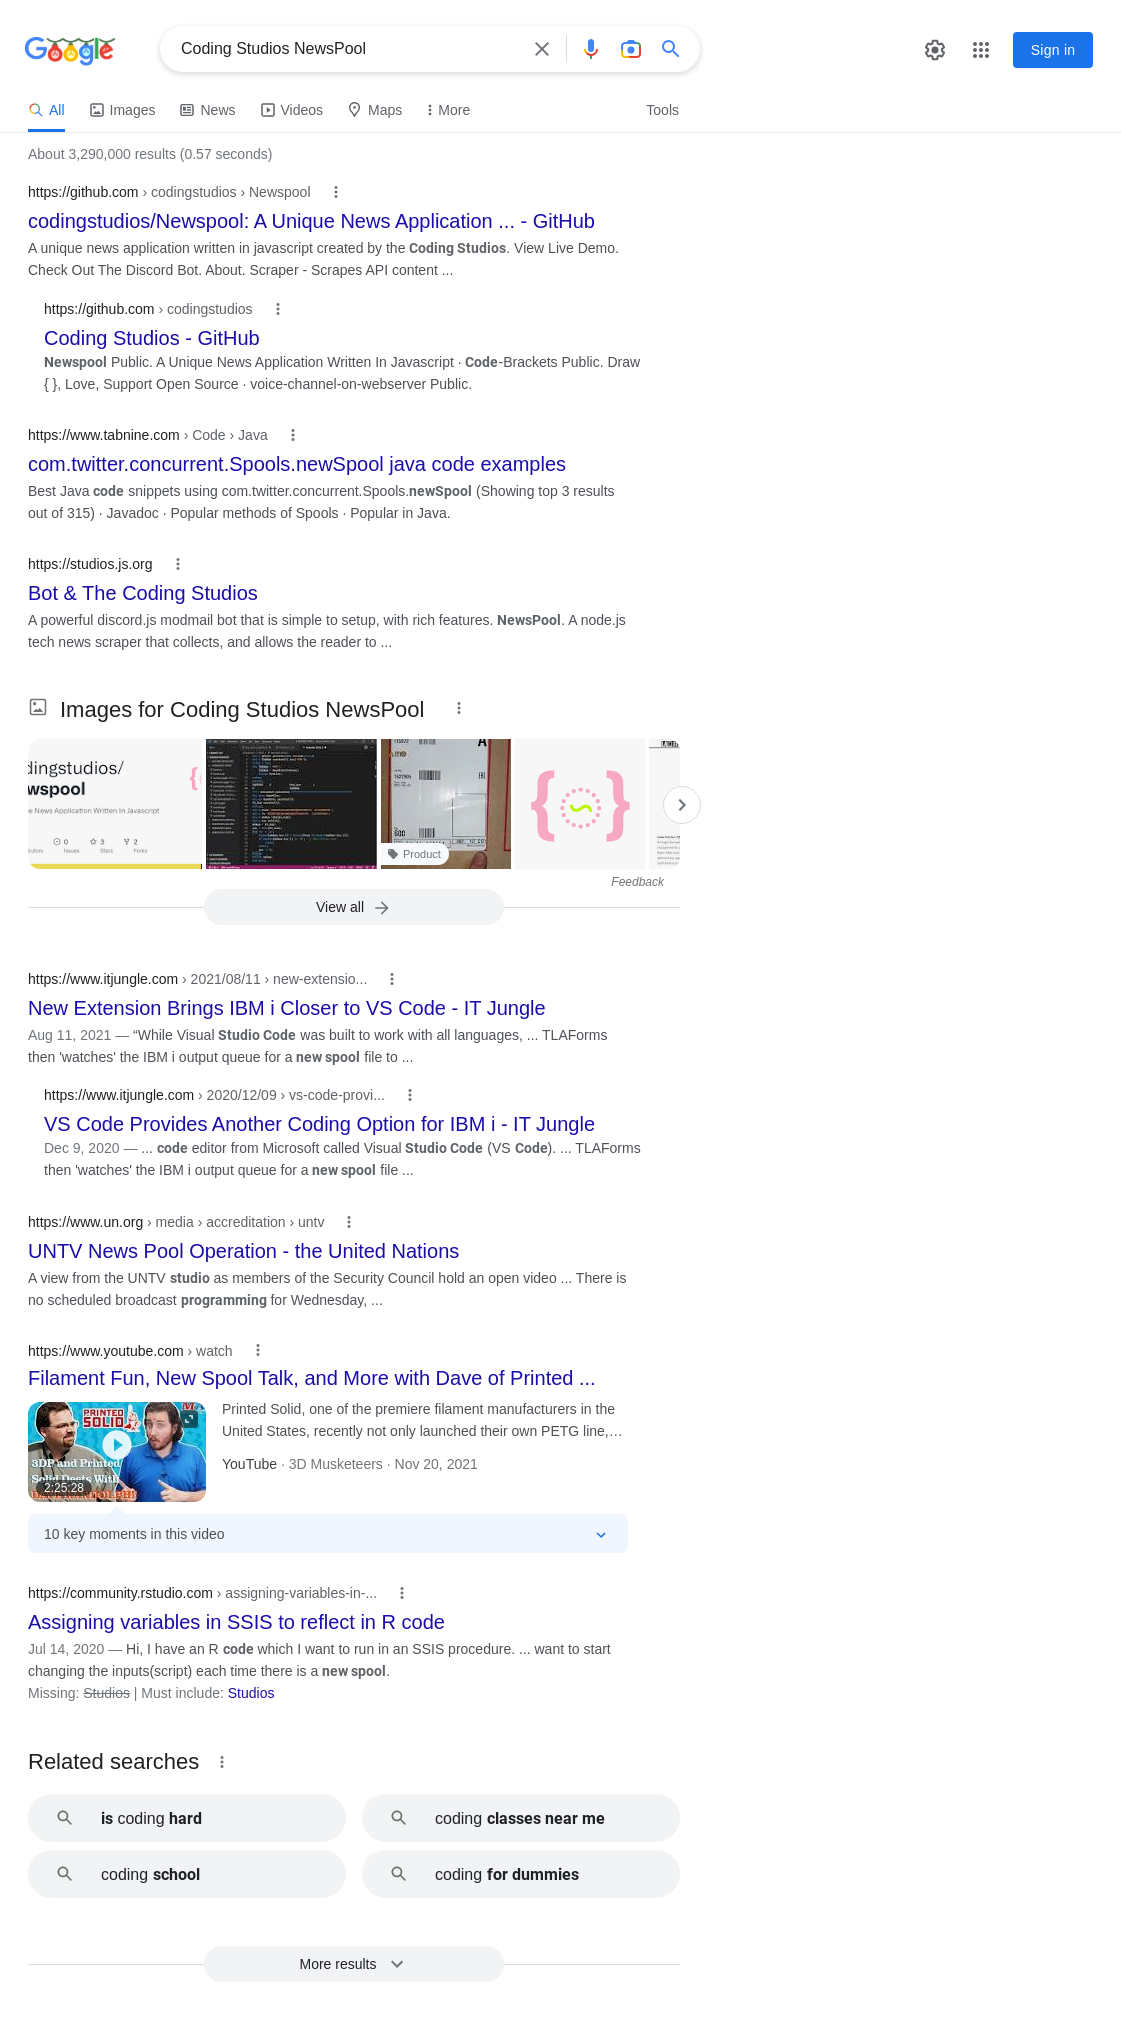 Google
Coding Studios NewsPool
Sign in
All
Images
News
Videos
Maps
More
Tools
About 3,290,000 results (0.57 seconds)
https://github.com › codingstudios › Newspool
codingstudios/Newspool: A Unique News Application ... - GitHub
A unique news application written in javascript created by the Coding Studios. View Live Demo.
Check Out The Discord Bot. About. Scraper - Scrapes API content ...
https://github.com › codingstudios
Coding Studios - GitHub
Newspool Public. A Unique News Application Written In Javascript · Code-Brackets Public. Draw
{ }, Love, Support Open Source · voice-channel-on-webserver Public.
https://www.tabnine.com › Code › Java
com.twitter.concurrent.Spools.newSpool java code examples
Best Java code snippets using com.twitter.concurrent.Spools.newSpool (Showing top 3 results
out of 315) · Javadoc · Popular methods of Spools · Popular in Java.
https://studios.js.org
Bot & The Coding Studios
A powerful discord.js modmail bot that is simple to setup, with rich features. NewsPool. A node.js
tech news scraper that collects, and allows the reader to ...
Images for Coding Studios NewsPool
dingstudios/
wspool
e News Application Written In Javascript
0
3
2
utors
Issues
Stars
Forks
Product
Feedback
View all
https://www.itjungle.com › 2021/08/11 › new-extensio...
New Extension Brings IBM i Closer to VS Code - IT Jungle
Aug 11, 2021 — “While Visual Studio Code was built to work with all languages, ... TLAForms
then 'watches' the IBM i output queue for a new spool file to ...
https://www.itjungle.com › 2020/12/09 › vs-code-provi...
VS Code Provides Another Coding Option for IBM i - IT Jungle
Dec 9, 2020 — ... code editor from Microsoft called Visual Studio Code (VS Code). ... TLAForms
then 'watches' the IBM i output queue for a new spool file ...
https://www.un.org › media › accreditation › untv
UNTV News Pool Operation - the United Nations
A view from the UNTV studio as members of the Security Council hold an open video ... There is
no scheduled broadcast programming for Wednesday, ...
https://www.youtube.com › watch
Filament Fun, New Spool Talk, and More with Dave of Printed ...
PRINTED
SOLID
3DP and Printed
Solid Deets With
2:25:28
Printed Solid, one of the premiere filament manufacturers in the
United States, recently not only launched their own PETG line,…
YouTube · 3D Musketeers · Nov 20, 2021
10 key moments in this video
https://community.rstudio.com › assigning-variables-in-...
Assigning variables in SSIS to reflect in R code
Jul 14, 2020 — Hi, I have an R code which I want to run in an SSIS procedure. ... want to start
changing the inputs(script) each time there is a new spool.
Missing: Studios | Must include: Studios
Related searches
is coding hard
coding classes near me
coding school
coding for dummies
More results